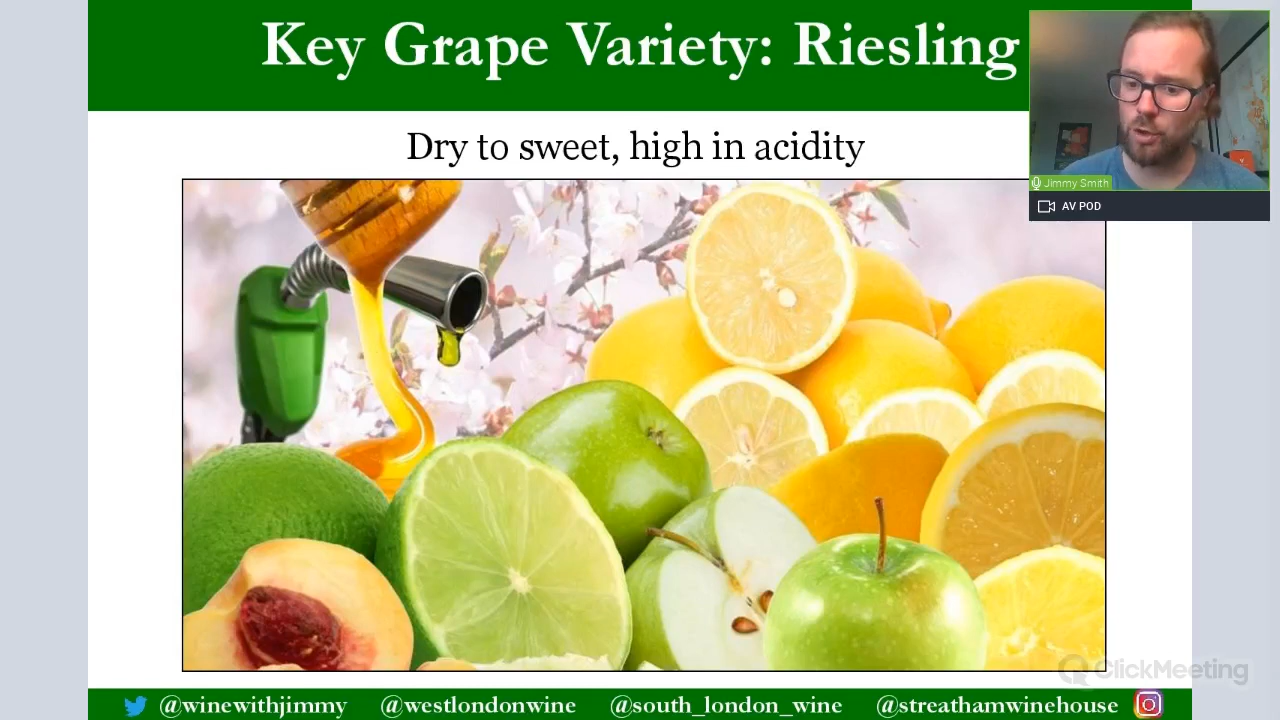 Key Grape Variety: Riesling
Dry to sweet, high in acidity
Jimmy Smith
AV POD
ClickMeeting
@winewithjimmy @westlondonwine @south_london_wine @streathamwinehouse